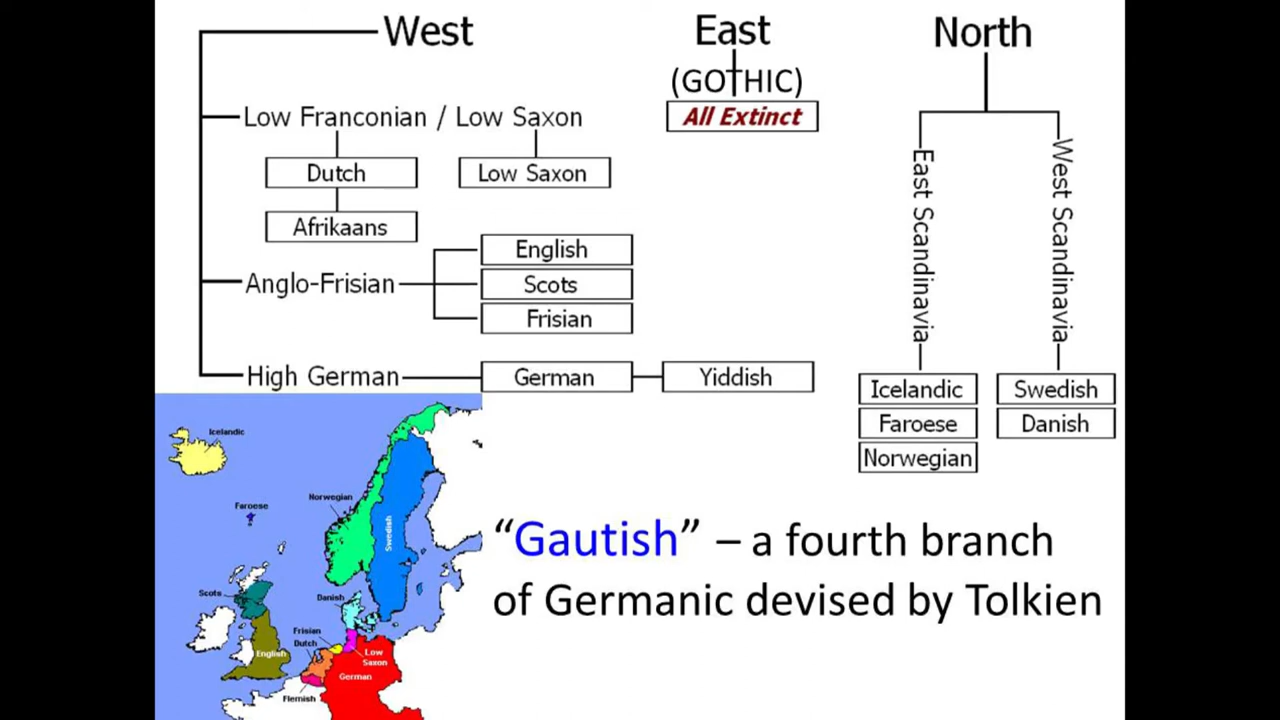 West
East
North
(GOTHIC)
All Extinct
Low Franconian / Low Saxon
Dutch
Low Saxon
Afrikaans
Anglo-Frisian
English
Scots
Frisian
High German
German
Yiddish
East Scandinavia
West Scandinavia
Icelandic
Faroese
Norwegian
Swedish
Danish
Icelandic
Faroese
Norwegian
Swedish
Scots
Danish
Frisian
Dutch
English
Low
Saxon
German
Flemish
“Gautish” – a fourth branch
of Germanic devised by Tolkien